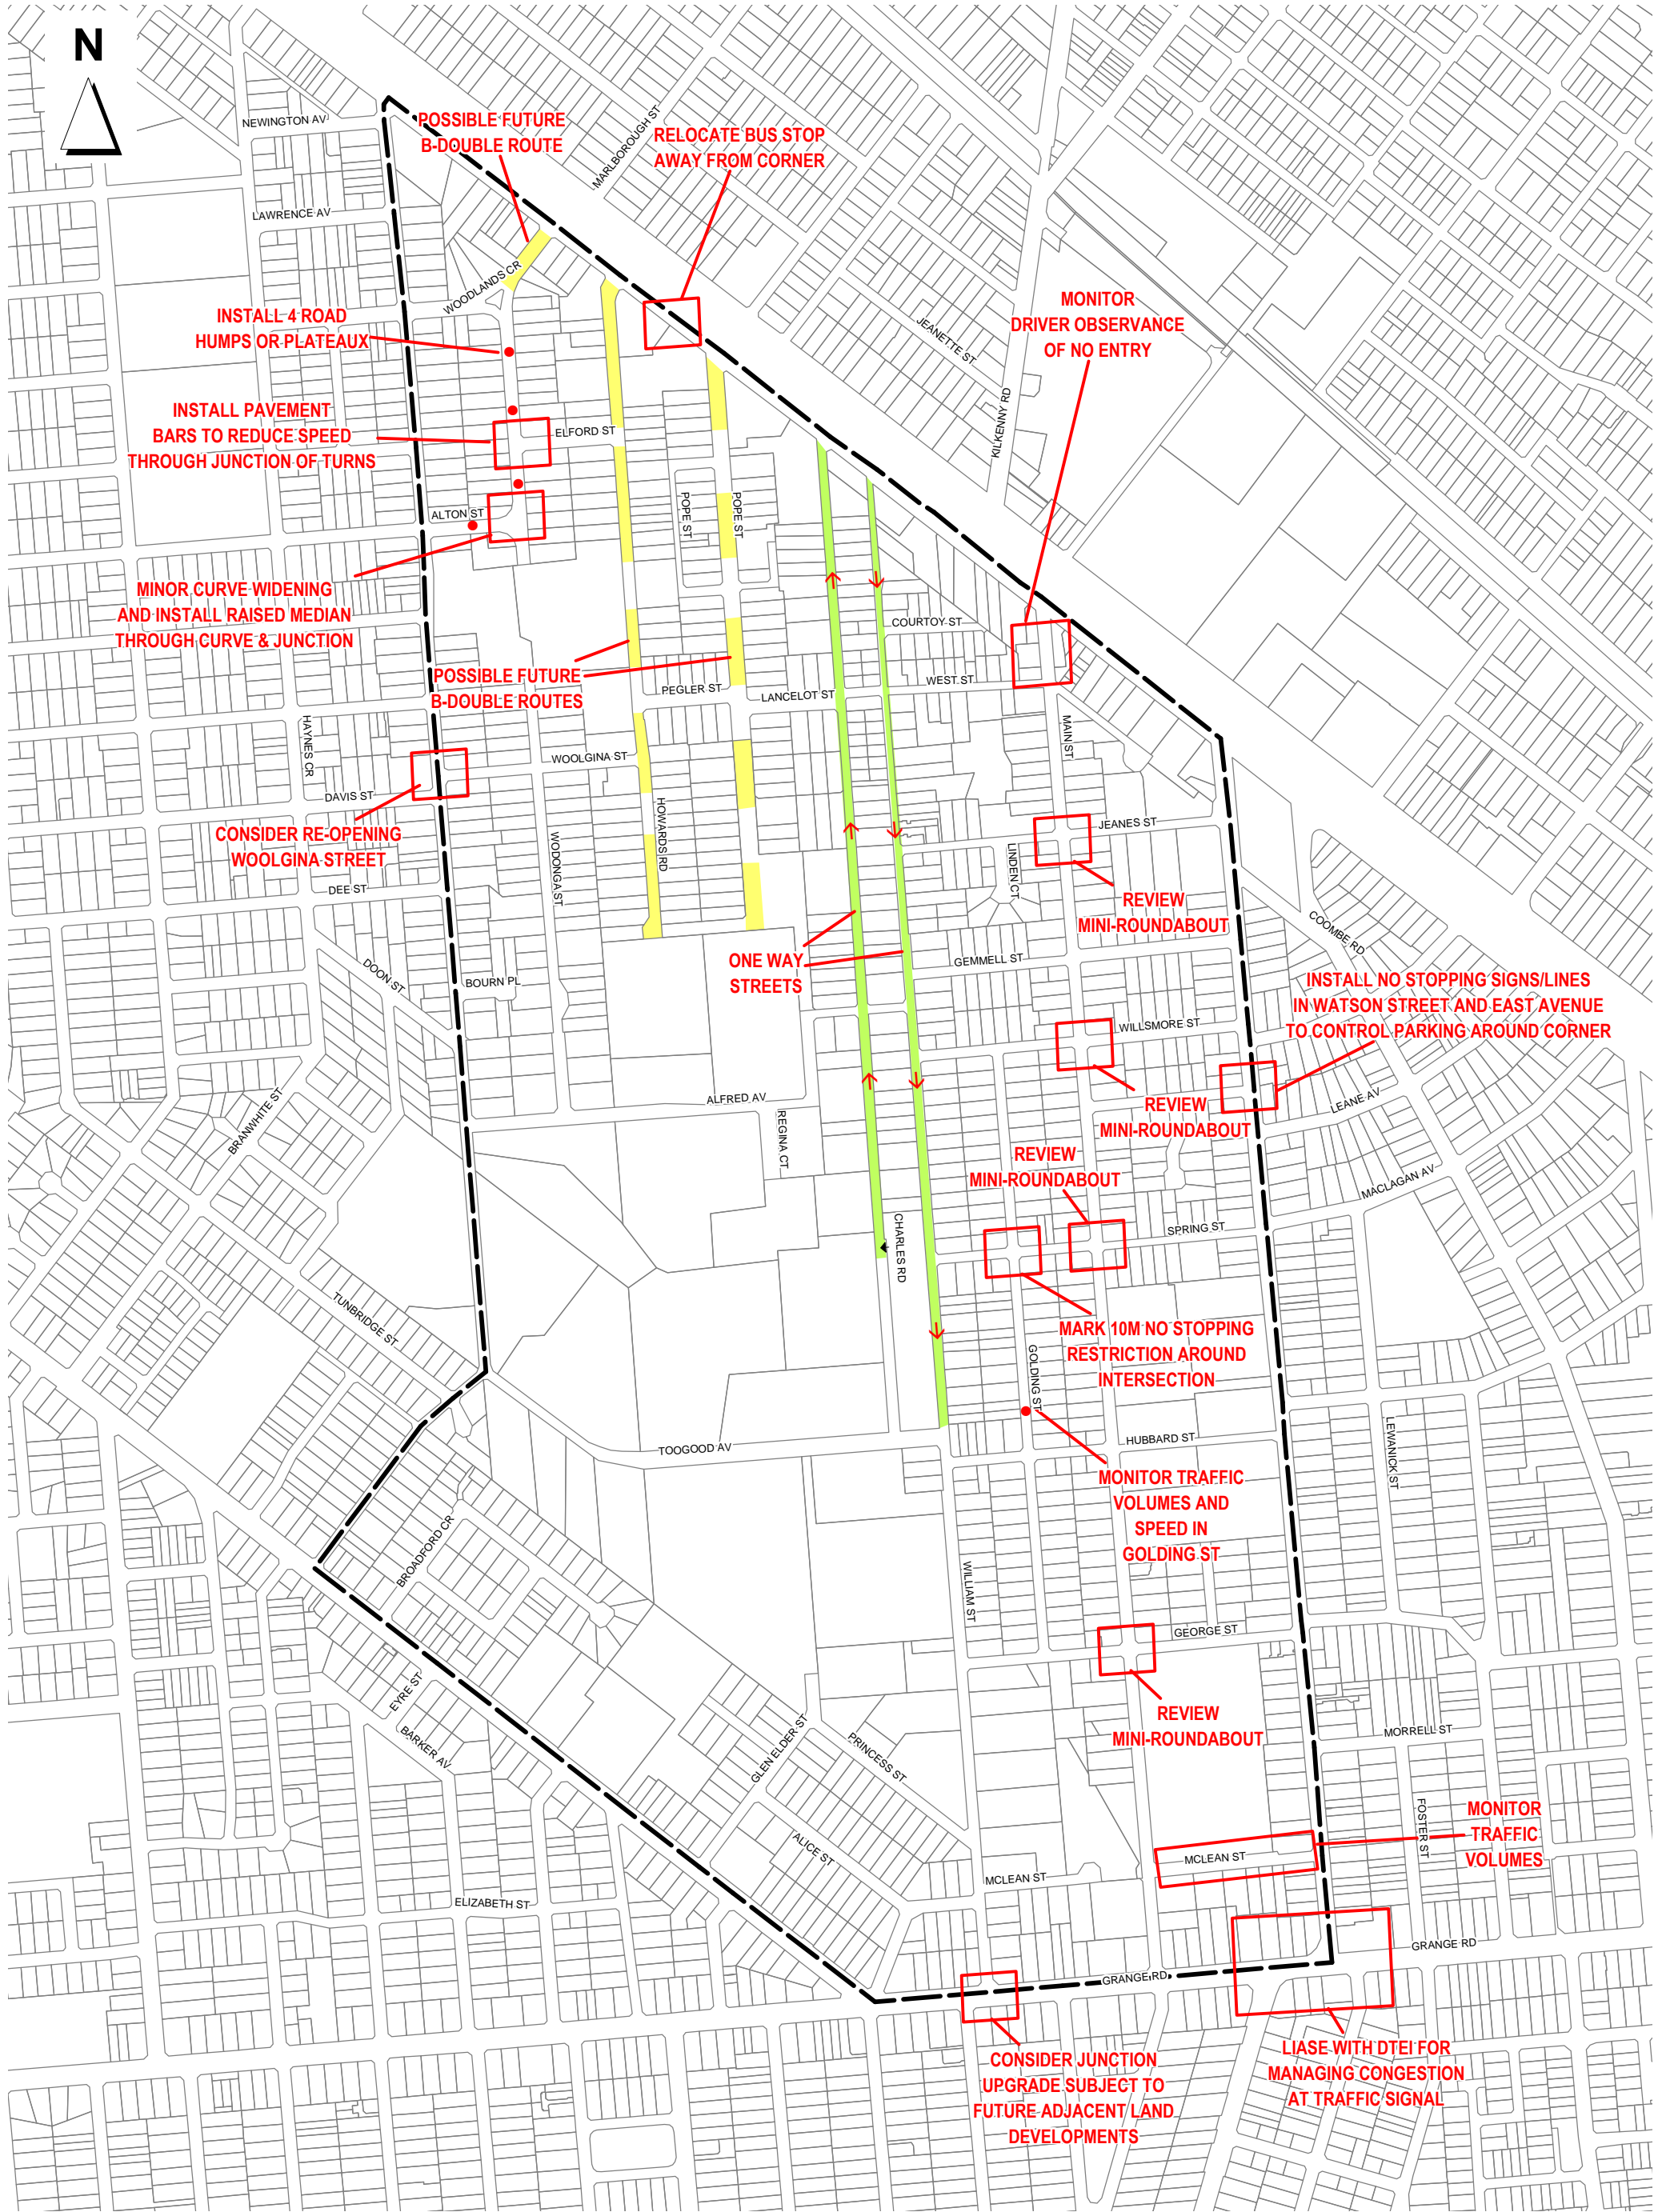 N
NEWINGTON AV
POSSIBLE FUTURE
B-DOUBLE ROUTE
MARLBOROUGH ST
RELOCATE BUS STOP
AWAY FROM CORNER
LAWRENCE AV
WOODLANDS CR
INSTALL 4 ROAD
HUMPS OR PLATEAUX
MONITOR
DRIVER OBSERVANCE
OF NO ENTRY
JEANETTE ST
KILKENNY RD
INSTALL PAVEMENT
BARS TO REDUCE SPEED
THROUGH JUNCTION OF TURNS
ELFORD ST
ALTON ST
POPE ST
POPE ST
MINOR CURVE WIDENING
AND INSTALL RAISED MEDIAN
THROUGH CURVE & JUNCTION
COURTOY ST
POSSIBLE FUTURE
B-DOUBLE ROUTES
PEGLER ST
LANCELOT ST
WEST ST
HAYNES CR
MAIN ST
WOOLGINA ST
DAVIS ST
HOWARDS RD
CONSIDER RE-OPENING
WOOLGINA STREET
WODONGA ST
JEANES ST
LINDEN CT
DEE ST
REVIEW
MINI-ROUNDABOUT
COOMBE RD
DOON ST
BOURN PL
ONE WAY
STREETS
GEMMELL ST
INSTALL NO STOPPING SIGNS/LINES
IN WATSON STREET AND EAST AVENUE
TO CONTROL PARKING AROUND CORNER
WILLSMORE ST
BRANWHITE ST
ALFRED AV
REGINA CT
LEANE AV
REVIEW
MINI-ROUNDABOUT
REVIEW
MINI-ROUNDABOUT
MACLAGAN AV
CHARLES RD
SPRING ST
TUNBRIDGE ST
MARK 10M NO STOPPING
RESTRICTION AROUND
INTERSECTION
GOLDING ST
TOOGOOD AV
HUBBARD ST
LEWANICK ST
MONITOR TRAFFIC
VOLUMES AND
SPEED IN
GOLDING ST
BROADFORD CR
WILLIAM ST
GEORGE ST
EYRE ST
BARKER AV
REVIEW
MINI-ROUNDABOUT
MORRELL ST
GLEN ELDER ST
PRINCESS ST
FOSTER ST
MONITOR
TRAFFIC
VOLUMES
ALICE ST
MCLEAN ST
MCLEAN ST
ELIZABETH ST
GRANGE RD
GRANGE RD
CONSIDER JUNCTION
UPGRADE SUBJECT TO
FUTURE ADJACENT LAND
DEVELOPMENTS
LIASE WITH DTEI FOR
MANAGING CONGESTION
AT TRAFFIC SIGNAL